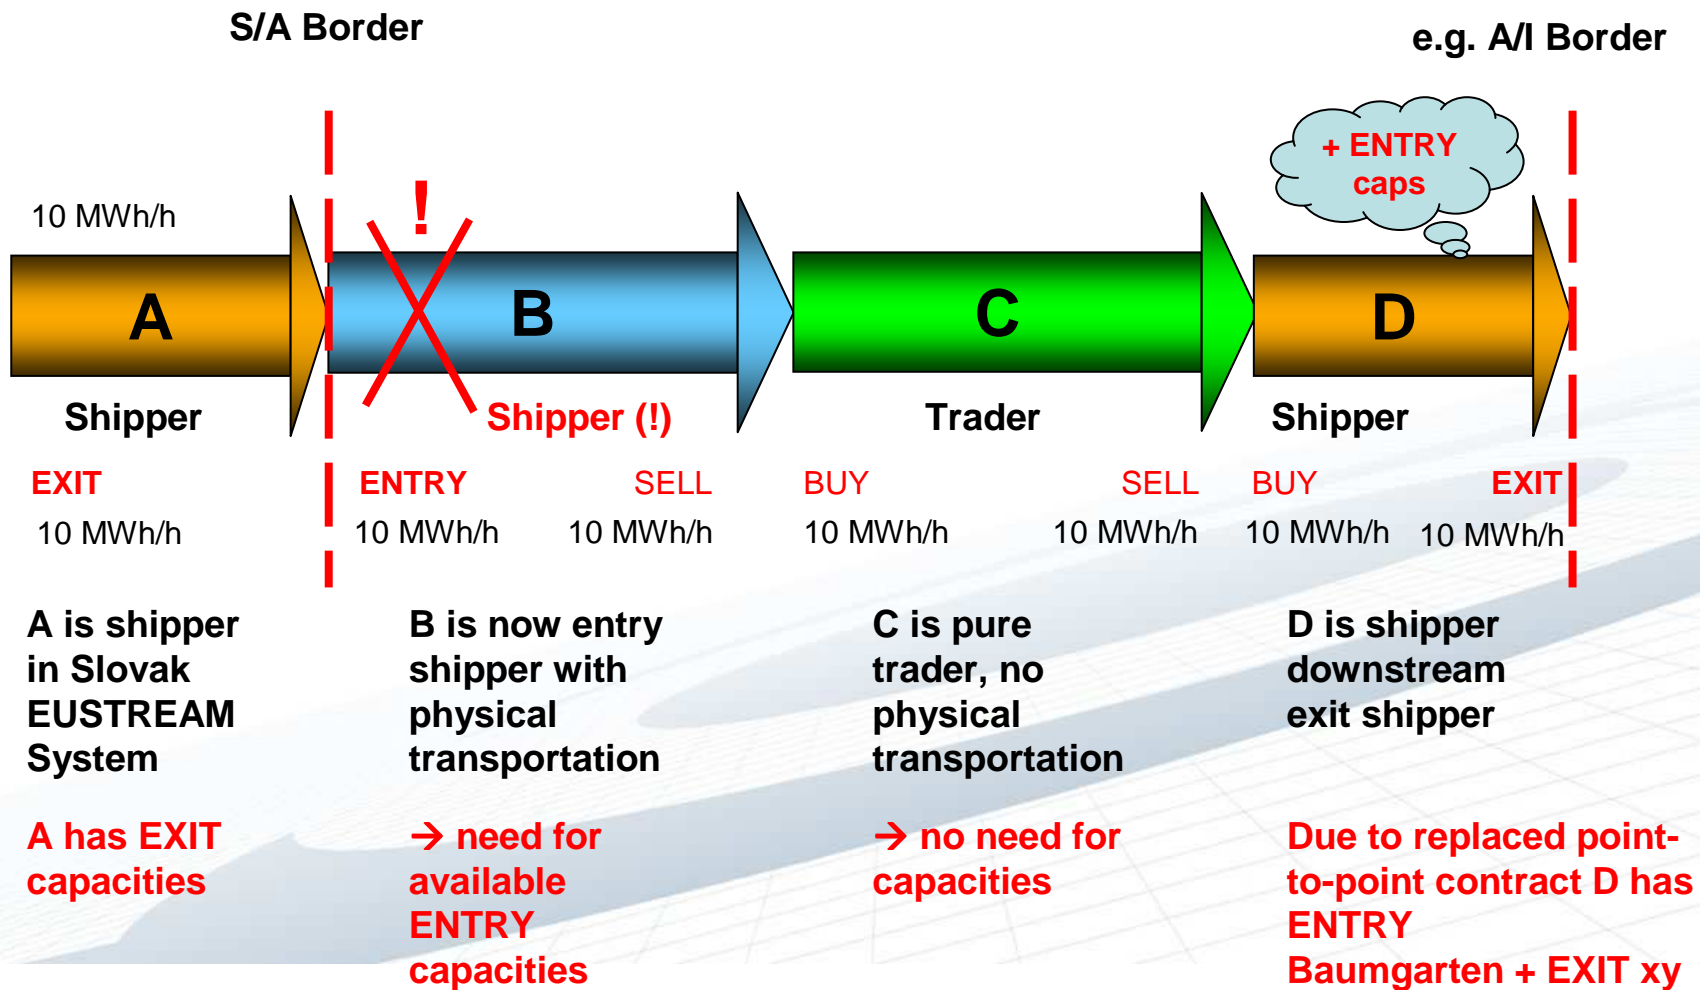 S/A Border
e.g. A/I Border
+ ENTRY
caps
10 MWh/h
!
A
B
C
D
Shipper
Shipper (!)
Trader
Shipper
EXIT
ENTRY
SELL
BUY
SELL
BUY
EXIT
10 MWh/h
10 MWh/h
10 MWh/h
10 MWh/h
10 MWh/h
10 MWh/h
10 MWh/h
A is shipper
in Slovak
EUSTREAM
System
A has EXIT
capacities
B is now entry
shipper with
physical
transportation
→ need for
available
ENTRY
capacities
C is pure
trader, no
physical
transportation
→ no need for
capacities
D is shipper
downstream
exit shipper
Due to replaced point-
to-point contract D has
ENTRY
Baumgarten + EXIT xy